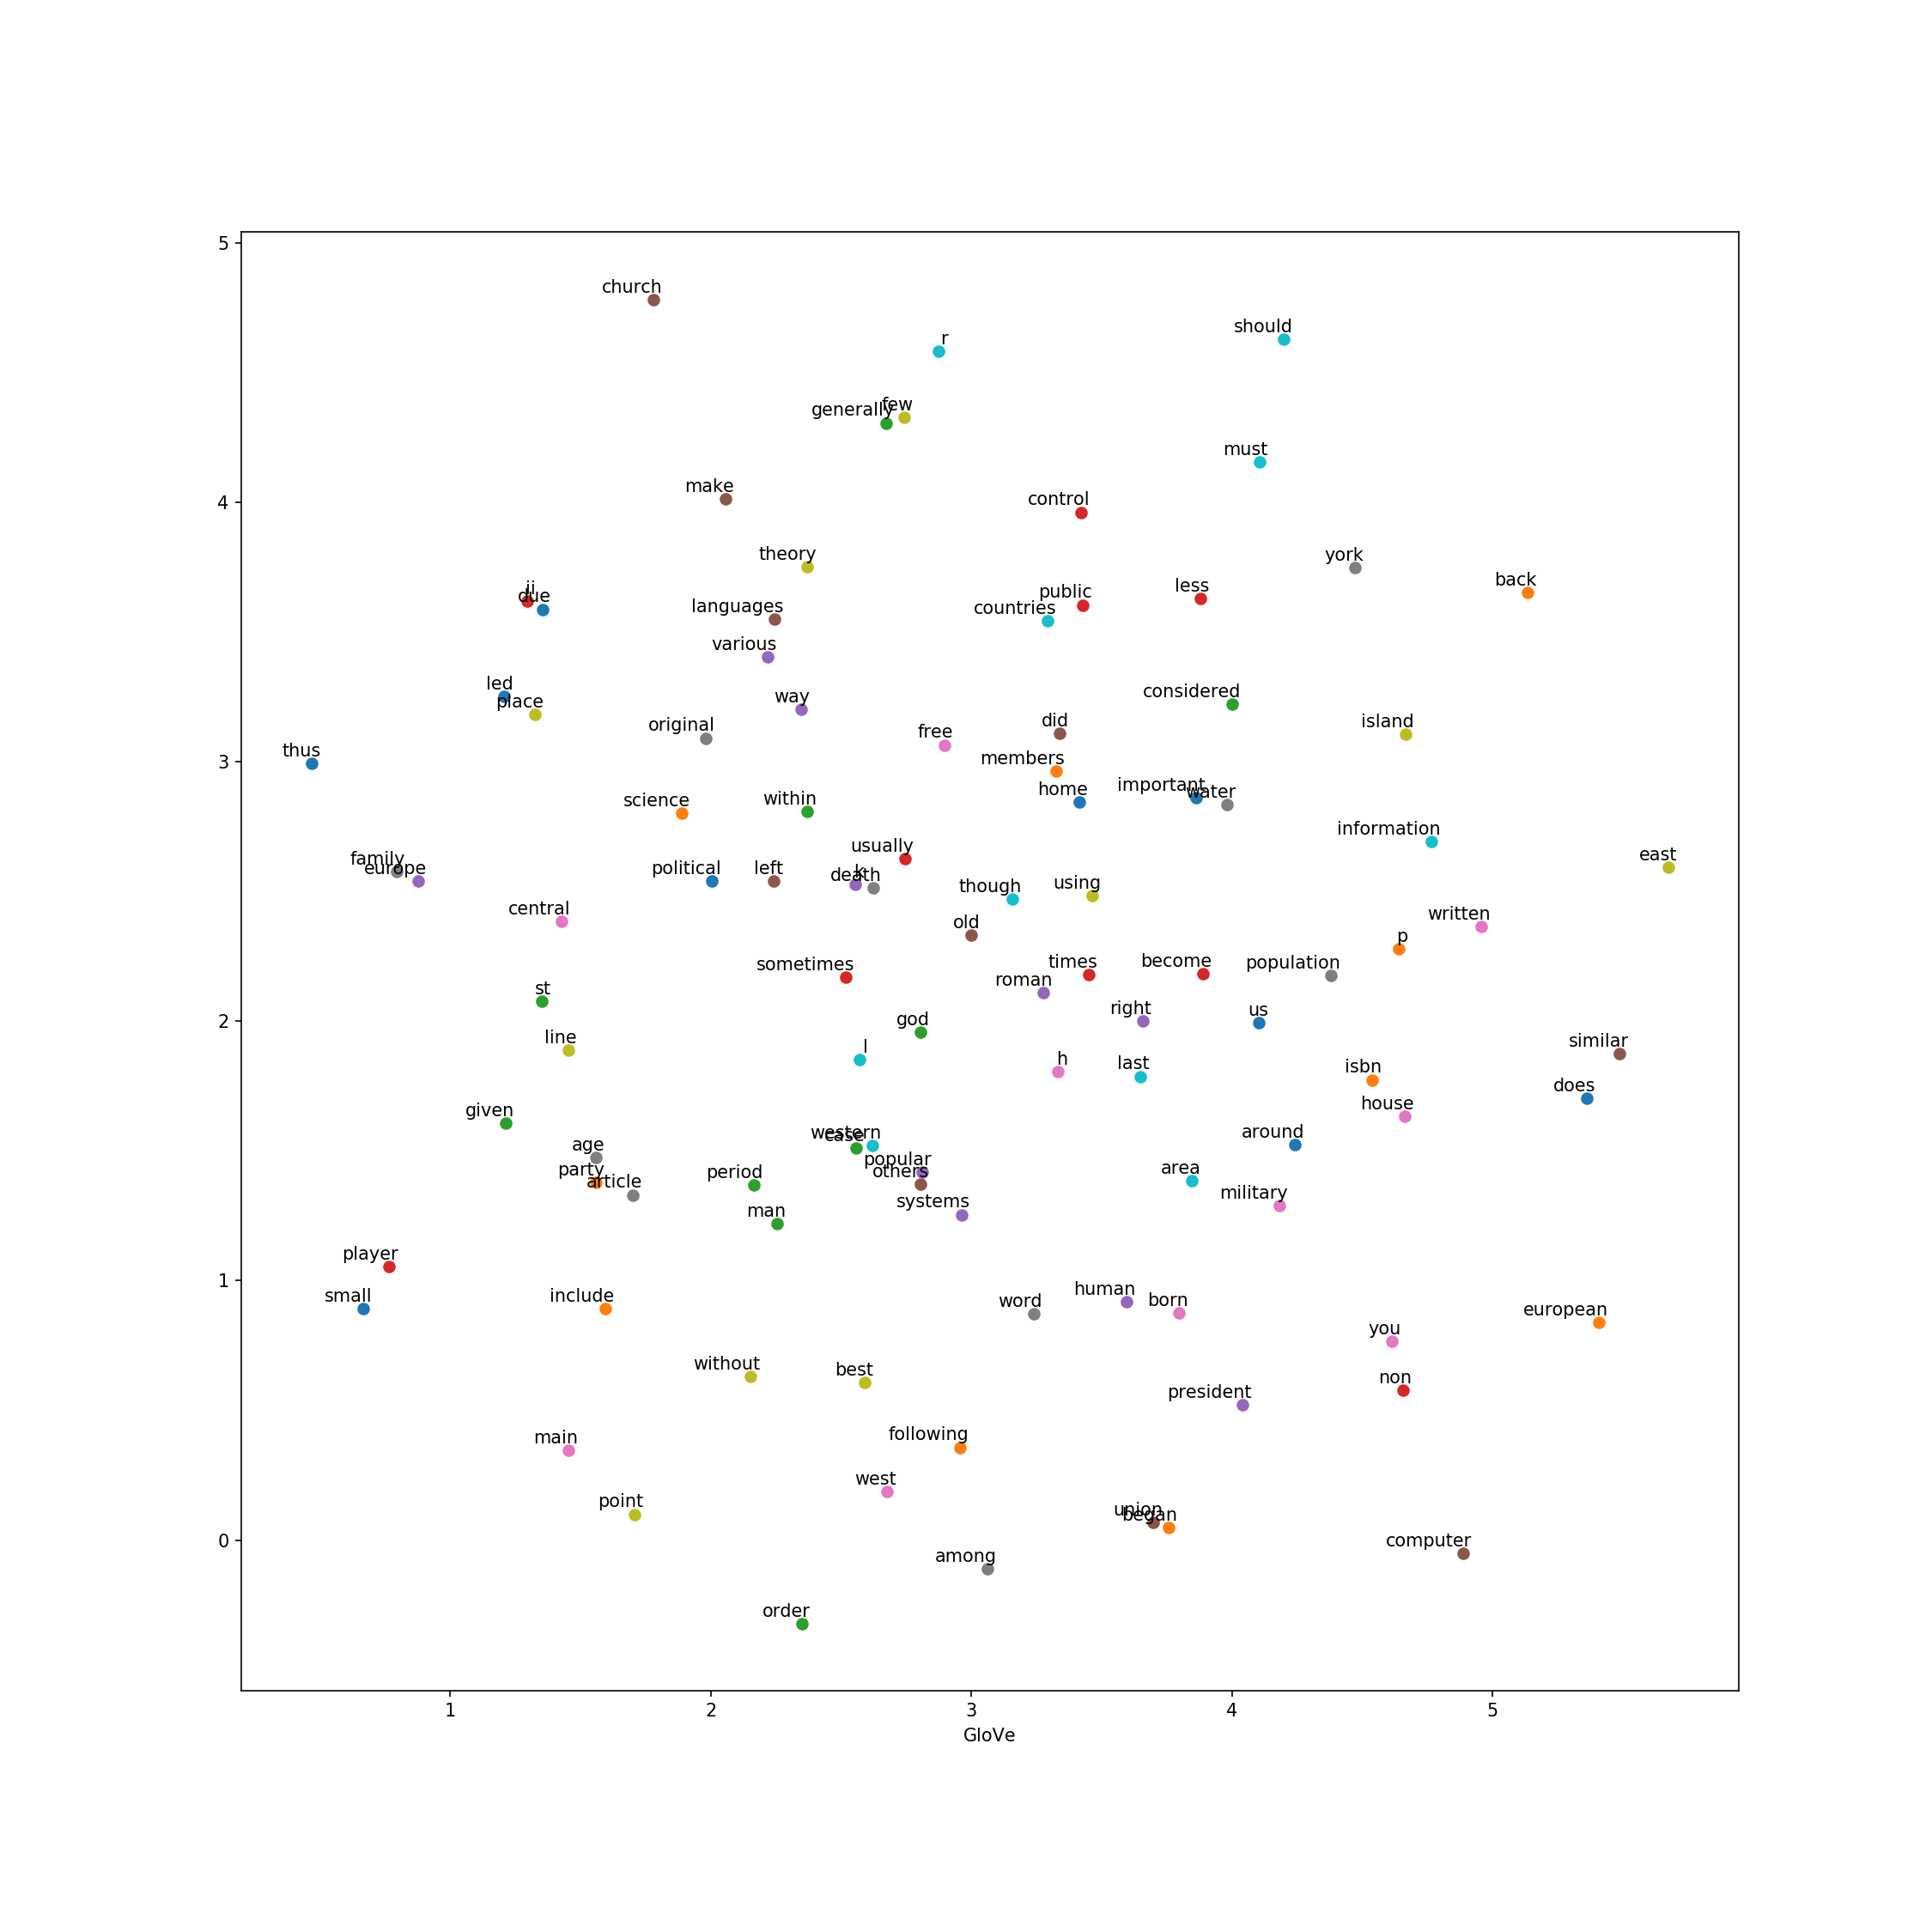 5
church
should
r
few
generally
must
4
make
control
theory
york
back
ii
due
less
public
languages
countries
various
led
considered
way
place
island
original
did
free
thus
3
members
important
home
water
within
science
information
usually
east
family
europe
political
left
k
death
using
though
central
written
old
p
sometimes
times
become
population
roman
st
2
right
us
god
line
similar
l
h
last
isbn
does
given
house
western
case
around
age
popular
area
party
others
period
article
military
systems
man
1
player
human
small
include
word
born
european
you
without
best
non
president
following
main
west
point
union
began
0
computer
among
order
1 2 3 4 5
GloVe